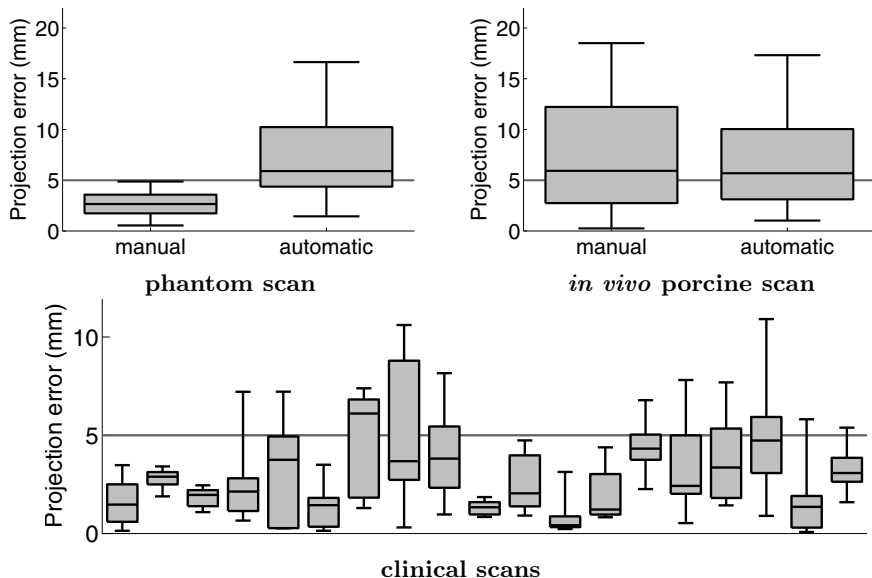 Projection error (mm)
20
15
10
5
0
manual
automatic
phantom scan
Projection error (mm)
20
15
10
5
0
manual
automatic
in vivo porcine scan
Projection error (mm)
10
5
0
clinical scans